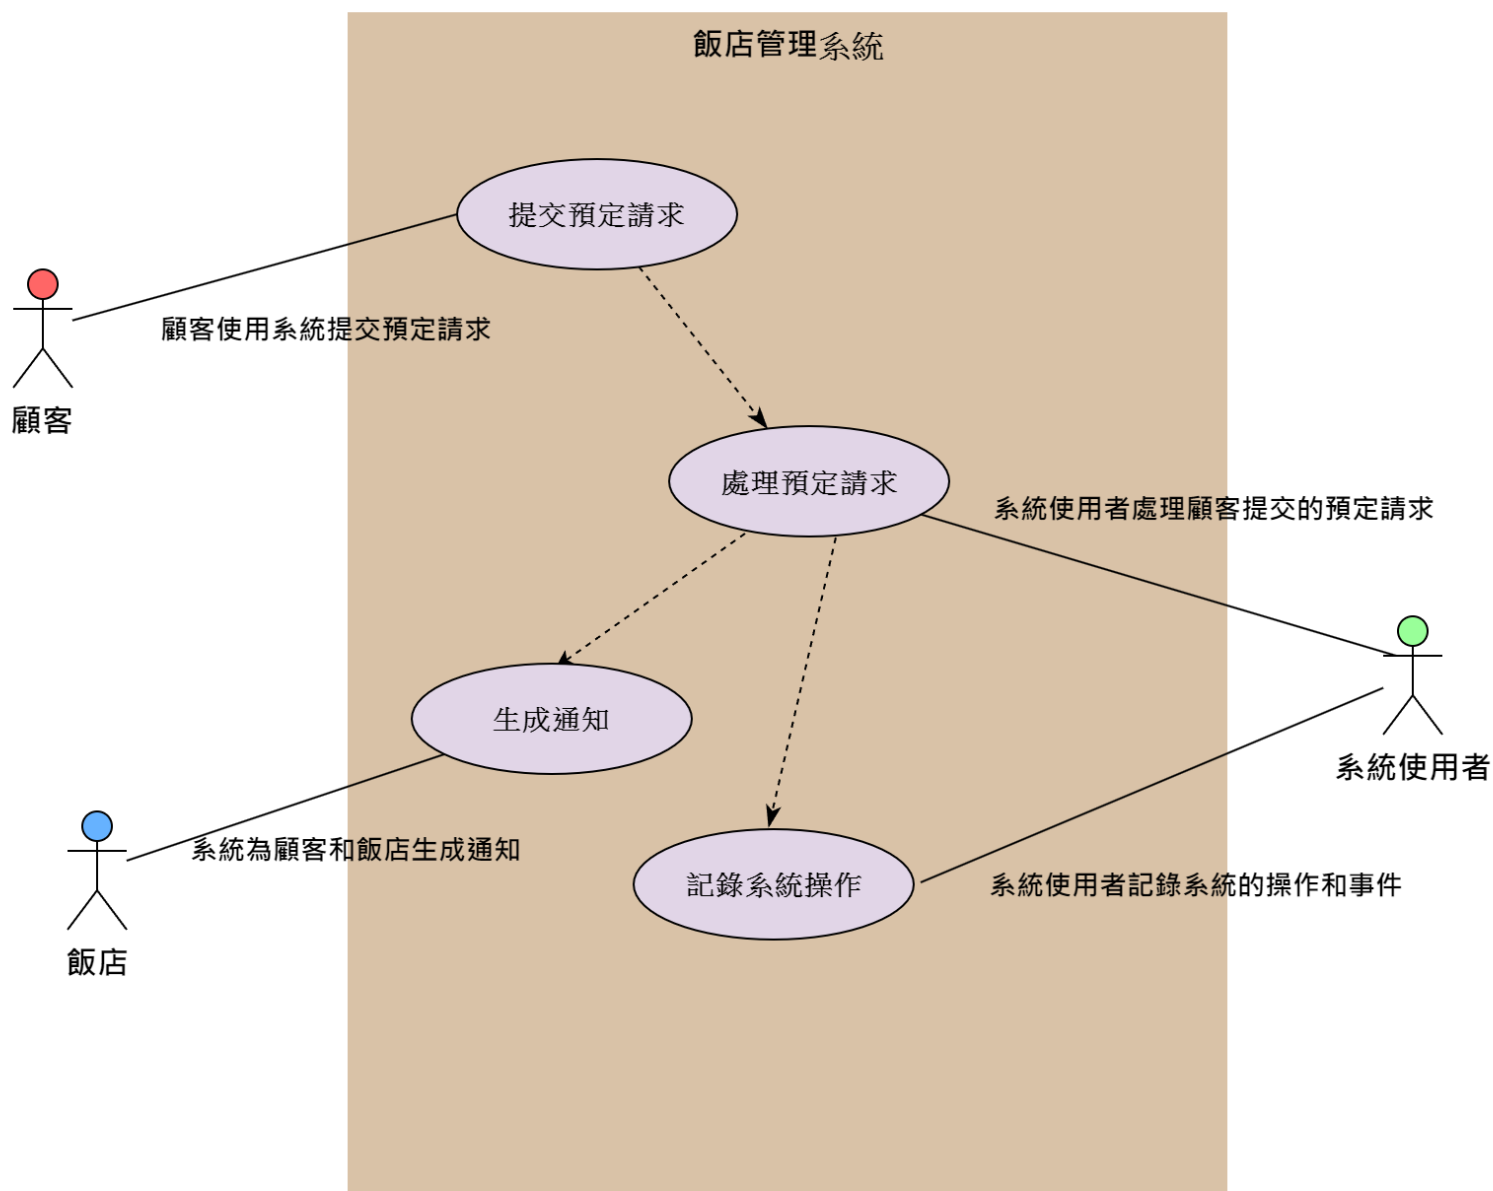 飯店管理系統
提交預定請求
顧客使用系統提交預定請求
顧客
處理預定請求
系統使用者處理顧客提交的預定請求
生成通知
系統使用者
系統為顧客和飯店生成通知
記錄系統操作
系統使用者記錄系統的操作和事件
飯店